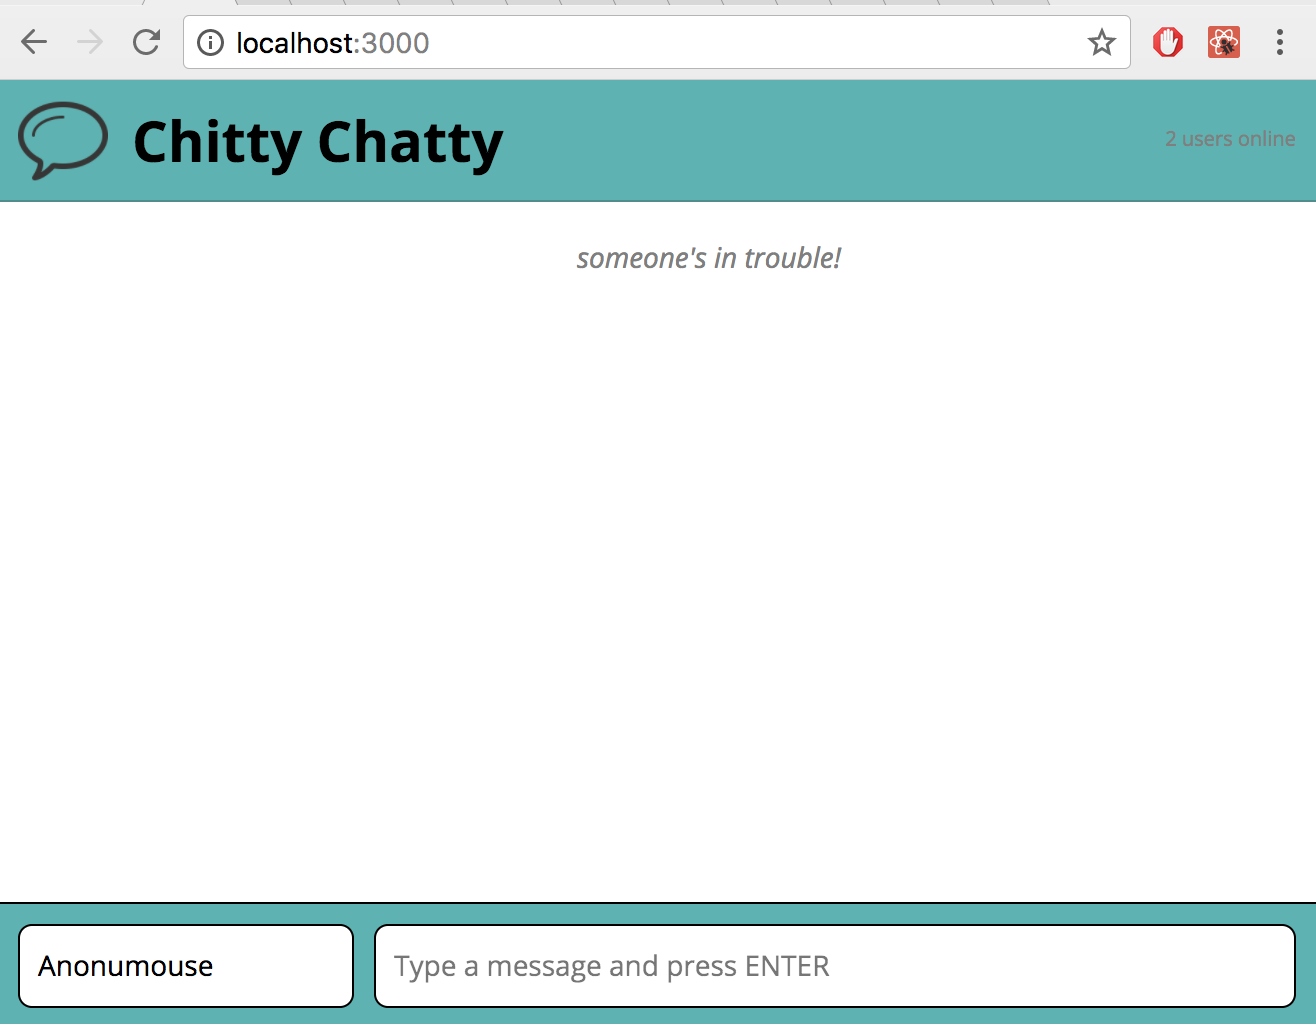 localhost:3000
Chitty Chatty
2 users online
someone's in trouble!
Anonumouse
Type a message and press ENTER